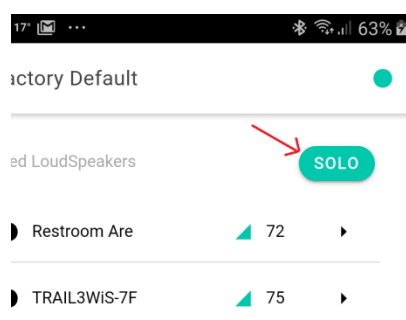 17° 63%
actory Default
ed LoudSpeakers SOLO
Restroom Are 72
TRAIL3WiS-7F 75